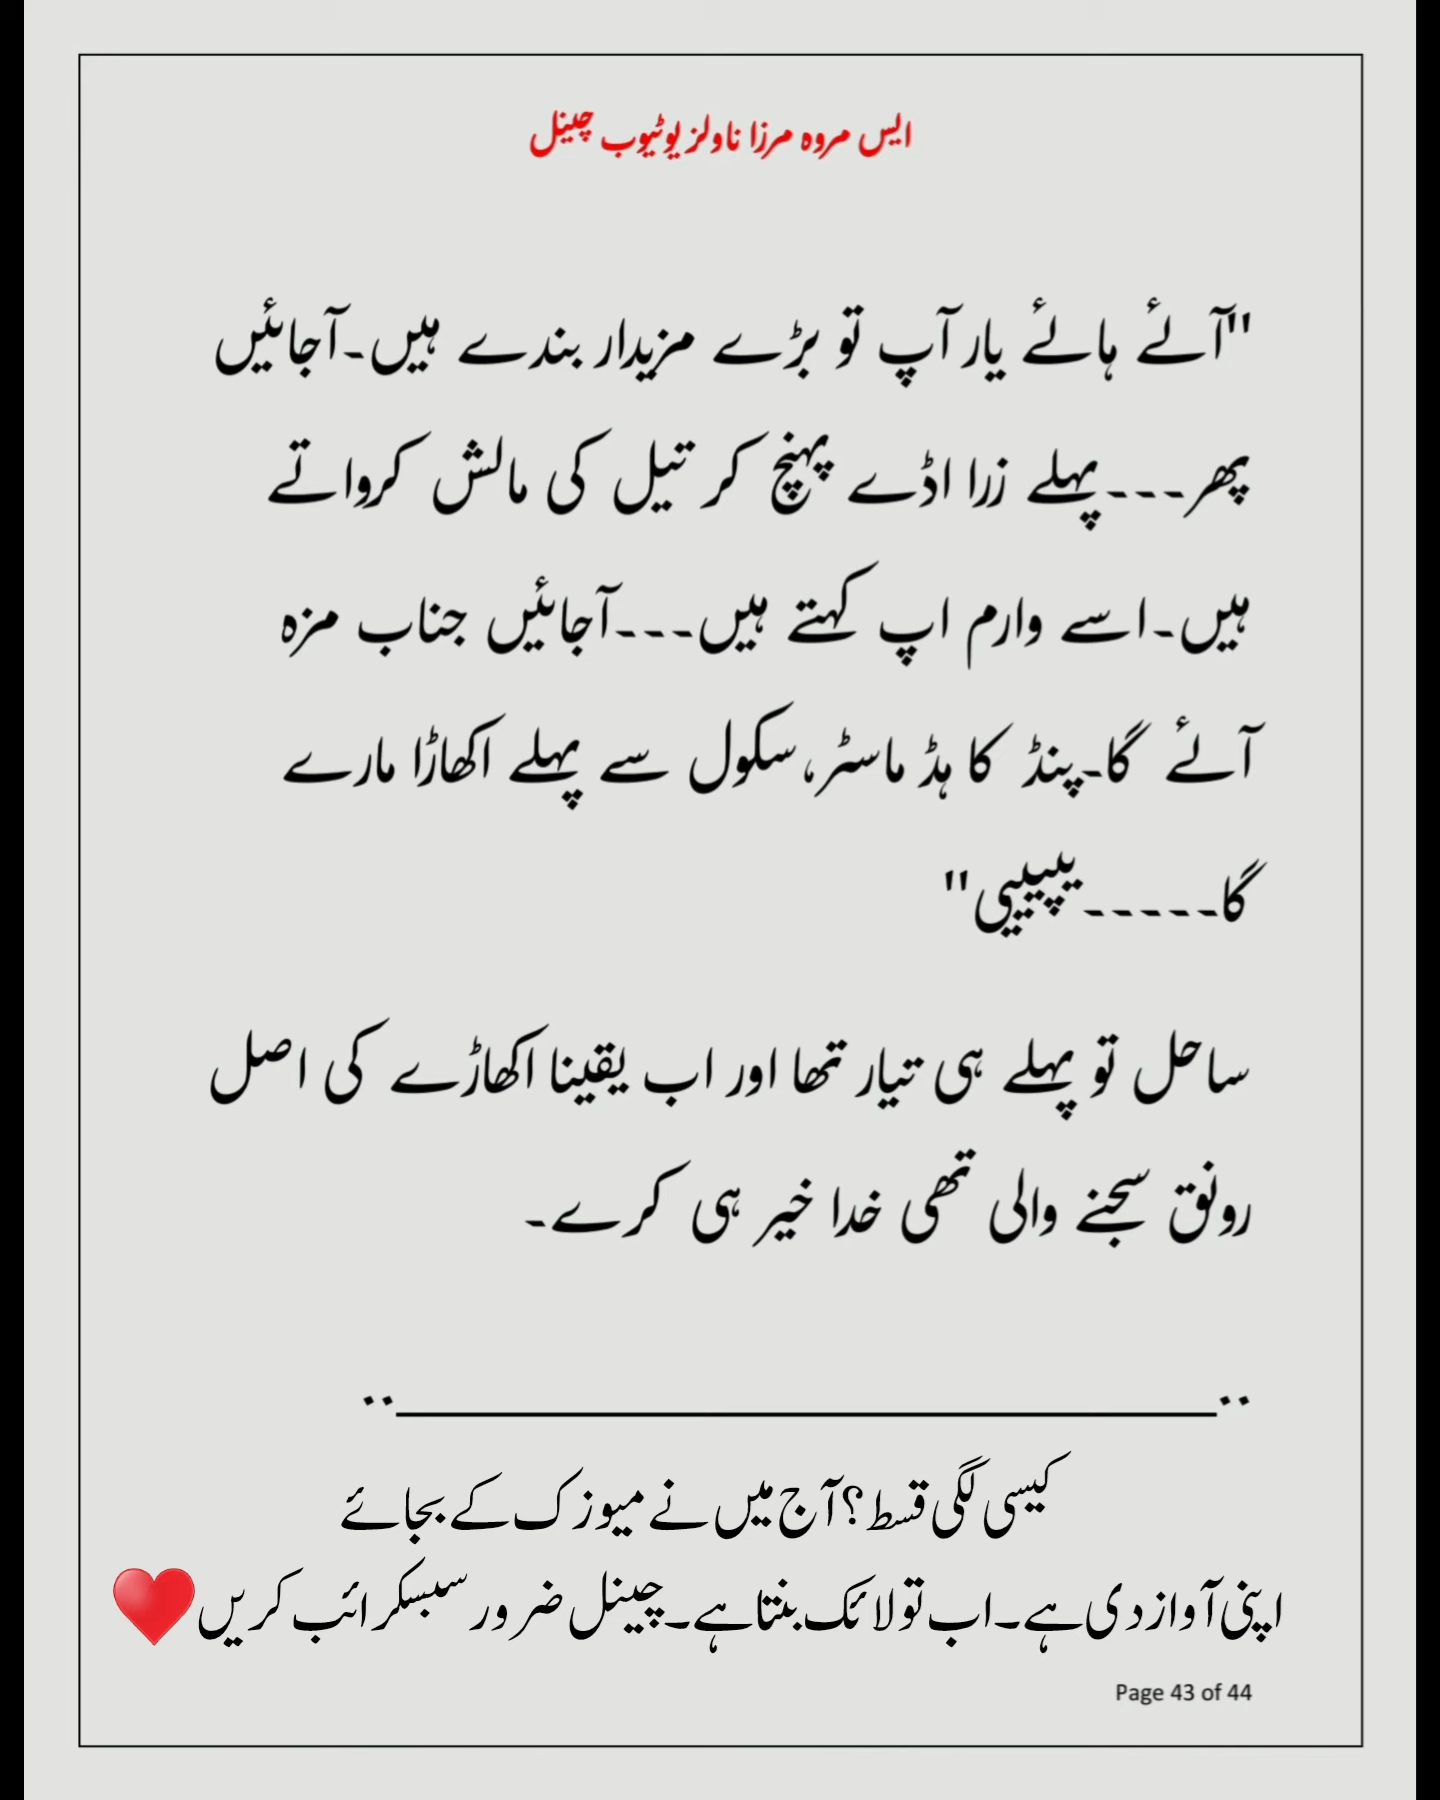 ایس مروہ مرزا ناولز یوٹیوب چینل
"آئے ہائے یار آپ تو بڑے مزیدار بندے ہیں۔آجائیں
پھر۔۔۔پہلے زرا اڈے پہنچ کر تیل کی مالش کرواتے
ہیں۔اسے وارم اپ کہتے ہیں۔۔۔آجائیں جناب مزہ
آئے گا۔پنڈ کا ہڈ ماسٹر،سکول سے پہلے اکھاڑا مارے
گا۔۔۔۔۔۔یییپییی"
ساحل تو پہلے ہی تیار تھا اور اب یقینا اکھاڑے کی اصل
رونق سجنے والی تھی خدا خیر ہی کرے۔
..______________________________..
کیسی لگی قسط؟آج میں نے میوزک کے بجائے
اپنی آواز دی ہے۔اب تو لائک بنتا ہے۔چینل ضرور سبسکرائب کریں❤️
Page 43 of 44